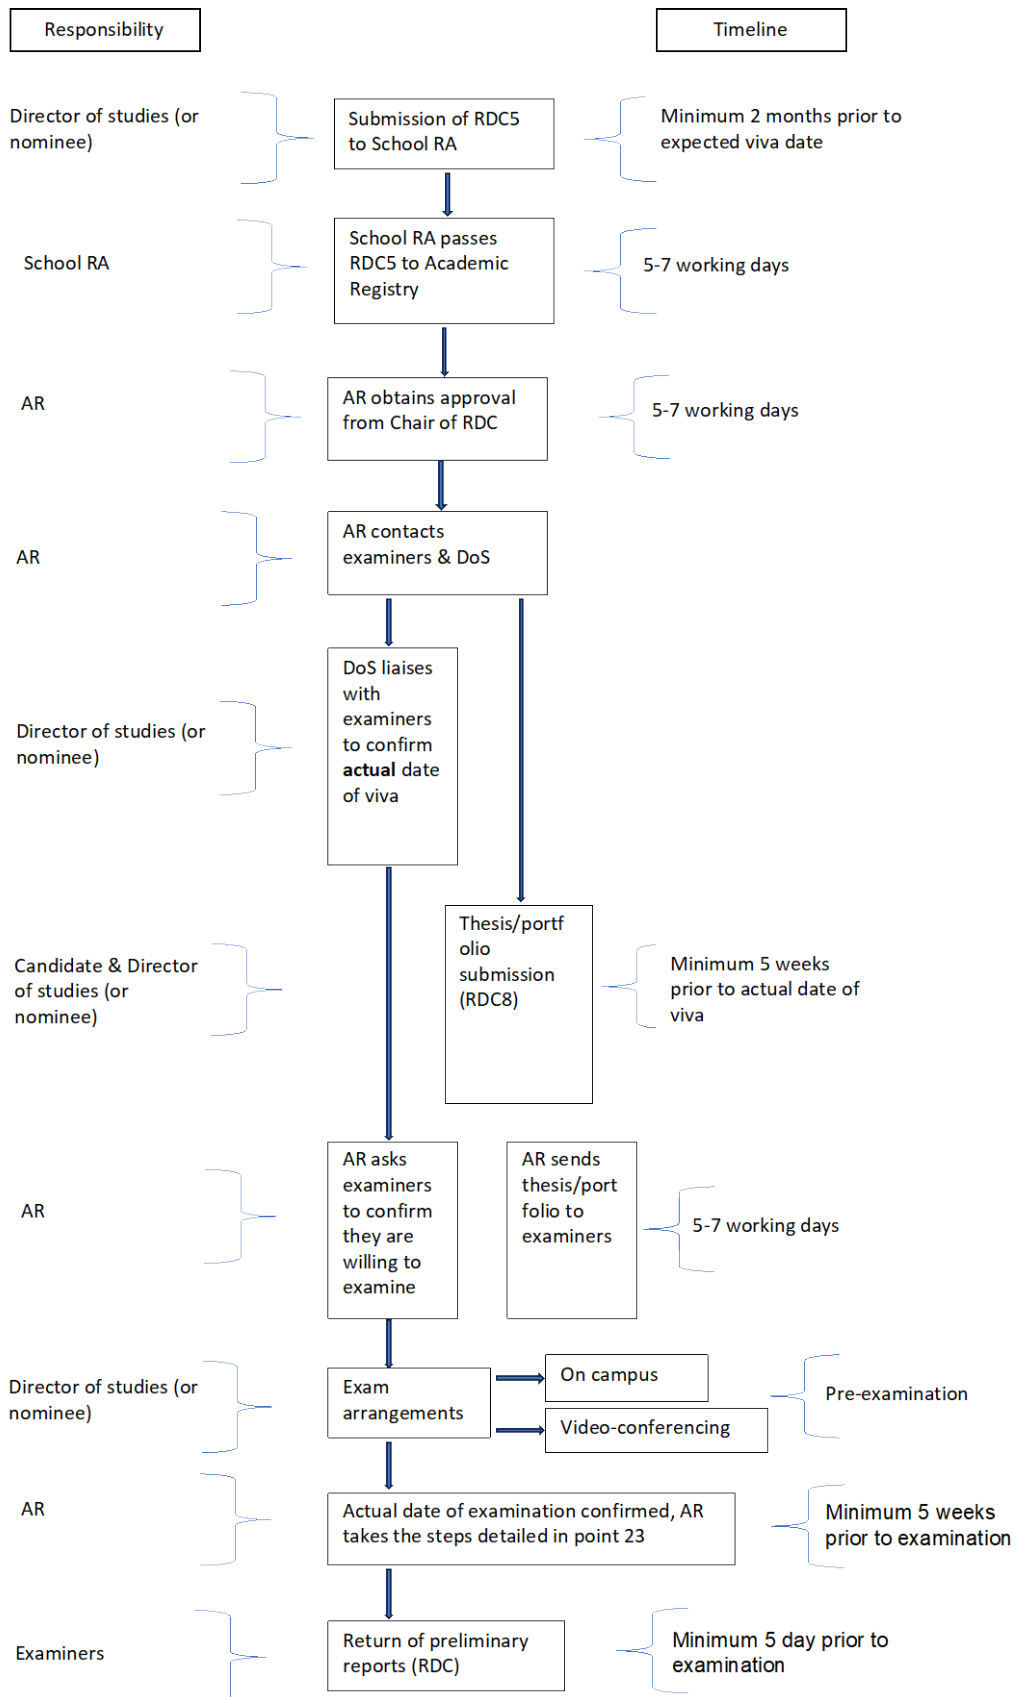 Responsibility
Timeline
Director of studies (or
nominee)
Submission of RDC5
to School RA
Minimum 2 months prior to
expected viva date
School RA
School RA passes
RDC5 to Academic
Registry
5-7 working days
AR
AR obtains approval
from Chair of RDC
5-7 working days
AR
AR contacts
examiners & DoS
Director of studies (or
nominee)
DoS liaises
with
examiners
to confirm
actual date
of viva
Candidate & Director
of studies (or
nominee)
Thesis/portf
olio
submission
(RDC8)
Minimum 5 weeks
prior to actual date of
viva
AR
AR asks
examiners
to confirm
they are
willing to
examine
AR sends
thesis/port
folio to
examiners
5-7 working days
Director of studies (or
nominee)
Exam
arrangements
On campus
Video-conferencing
Pre-examination
AR
Actual date of examination confirmed, AR
takes the steps detailed in point 23
Minimum 5 weeks
prior to examination
Examiners
Return of preliminary
reports (RDC)
Minimum 5 day prior to
examination